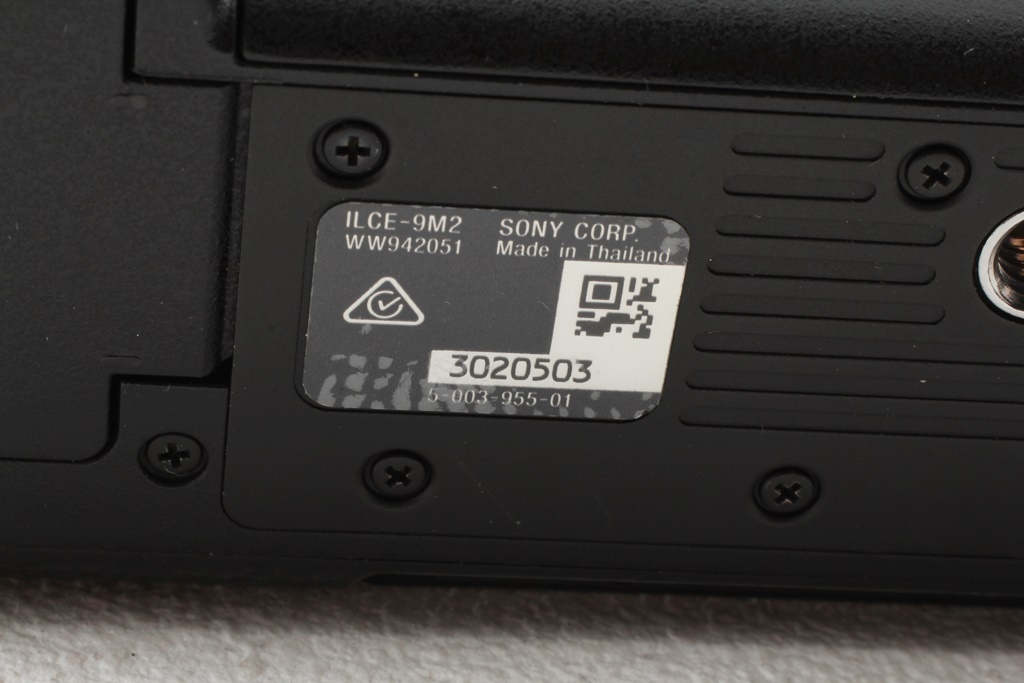 ILCE-9M2
WW942051
SONY CORP.
Made in Thailand
3020503
5-003-955-01